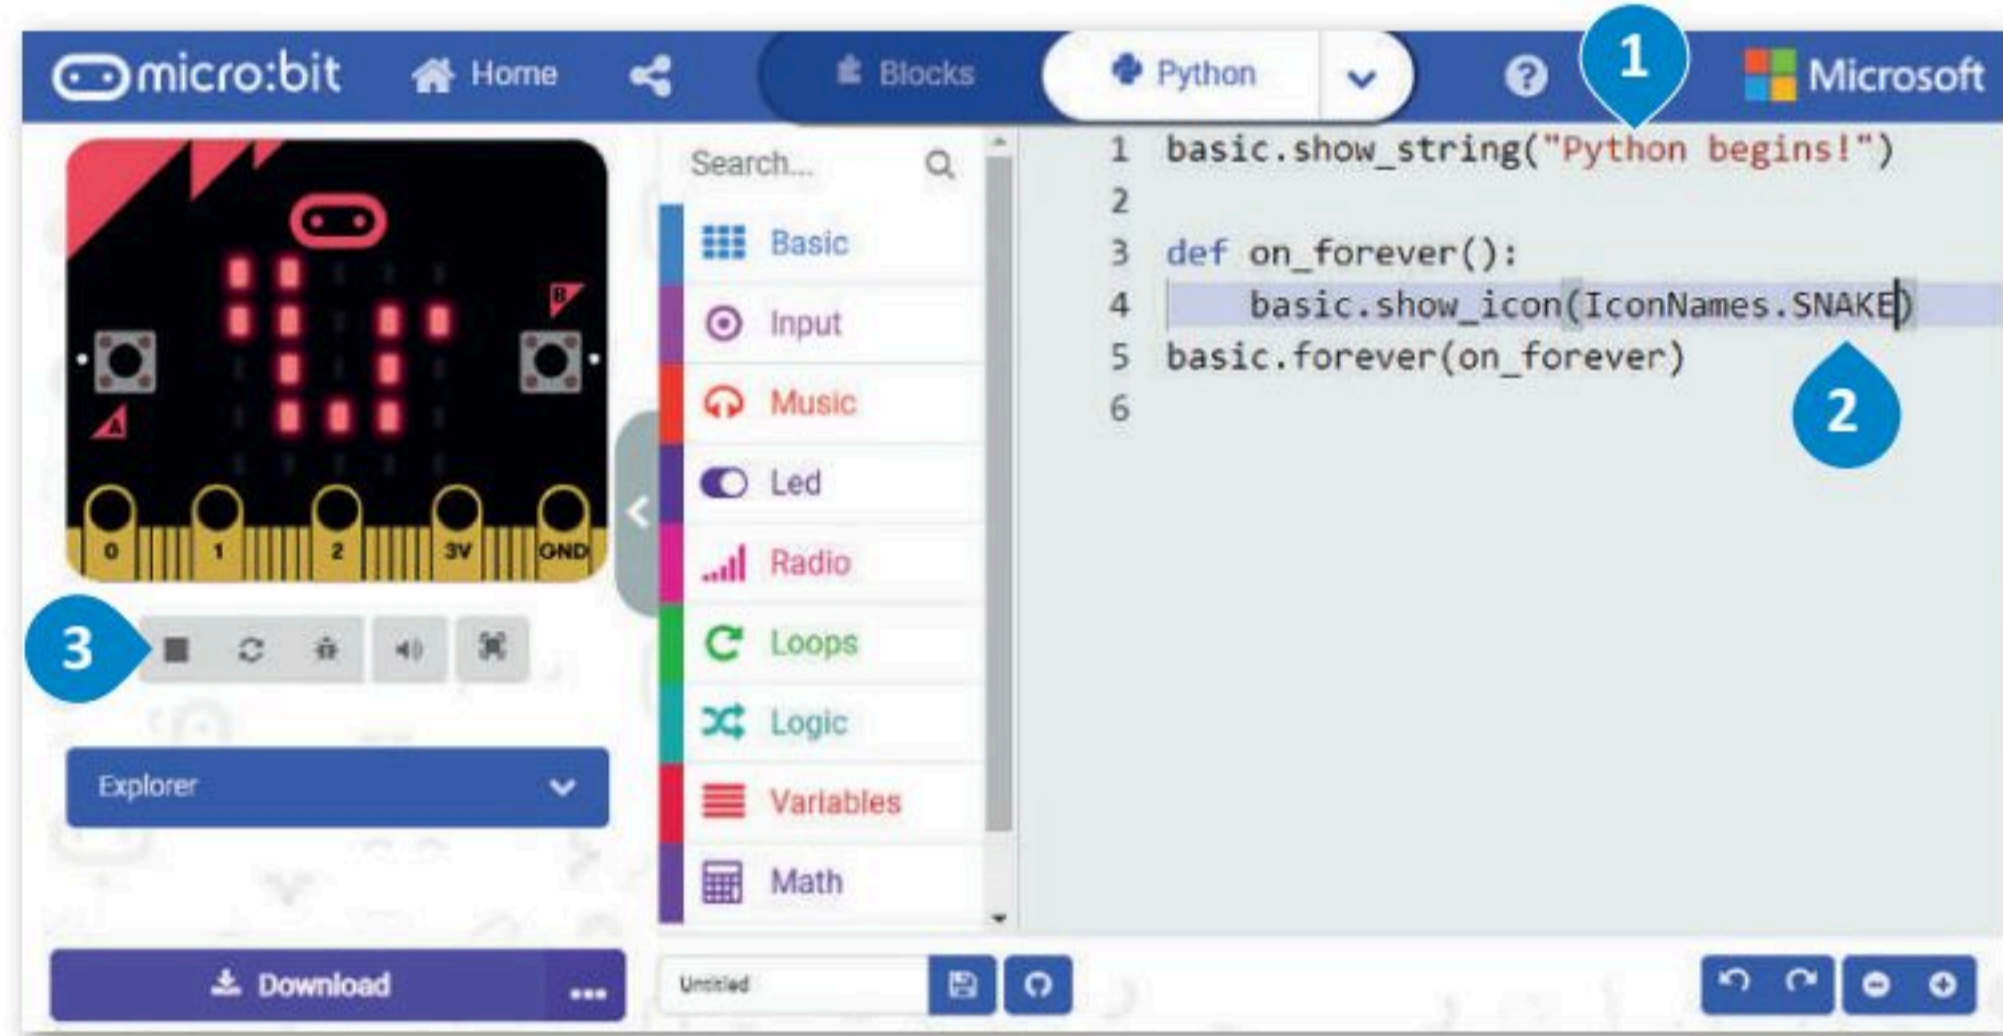 micro:bit Home Blocks Python ? 1 Microsoft
B
A
0 1 2 3V GND
3
Explorer
Download ...
Search...
Basic
Input
Music
Led
Radio
Loops
Logic
Variables
Math
Untitled
1 basic.show_string("Python begins!")
2
3 def on_forever():
4 basic.show_icon(IconNames.SNAKE)
5 basic.forever(on_forever)
6
2